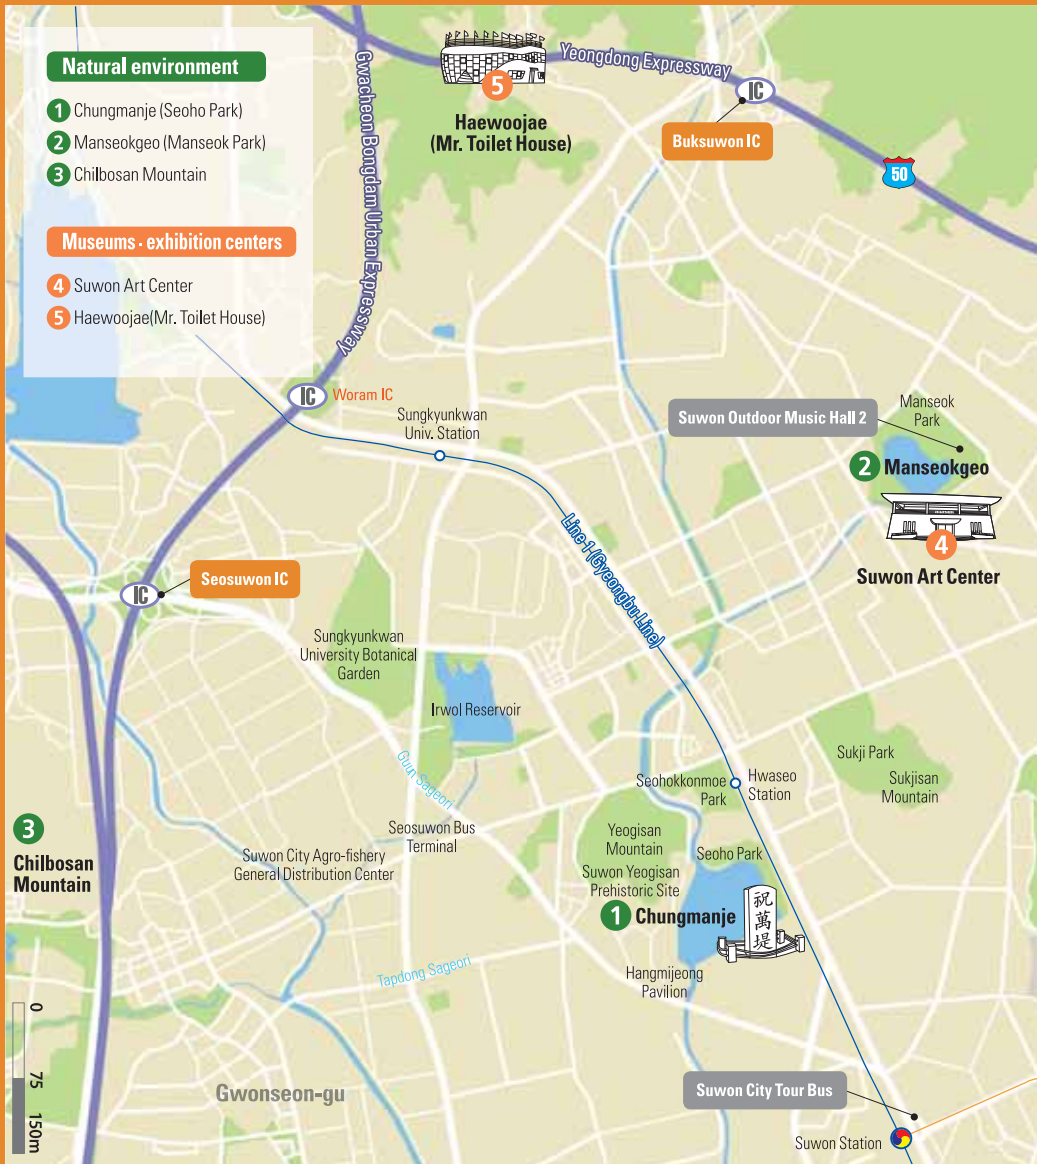 Natural environment
1 Chungmanje (Seoho Park)
2 Manseokgeo (Manseok Park)
3 Chilbosan Mountain
Museums · exhibition centers
4 Suwon Art Center
5 Haewoojae(Mr. Toilet House)
Gwacheon Bongdam Urban Expressway
5
Haewoojae
(Mr. Toilet House)
Yeongdong Expressway
IC
Buksuwon IC
50
IC
Woram IC
Sungkyunkwan
Univ. Station
Suwon Outdoor Music Hall 2
Manseok
Park
2 Manseokgeo
4
Suwon Art Center
Line 1 (Gyeongbu Line)
IC
Seosuwon IC
Sungkyunkwan
University Botanical
Garden
Irwol Reservoir
Guun Sageori
Sukji Park
Sukjisan
Mountain
Seohokkonmoe
Park
Hwaseo
Station
3
Chilbosan
Mountain
Seosuwon Bus
Terminal
Suwon City Agro-fishery
General Distribution Center
Yeogisan
Mountain
Seoho Park
Suwon Yeogisan
Prehistoric Site
1 Chungmanje
祝萬堤
Hangmijeong
Pavilion
Tapdong Sageori
0
75
150m
Gwonseon-gu
Suwon City Tour Bus
Suwon Station